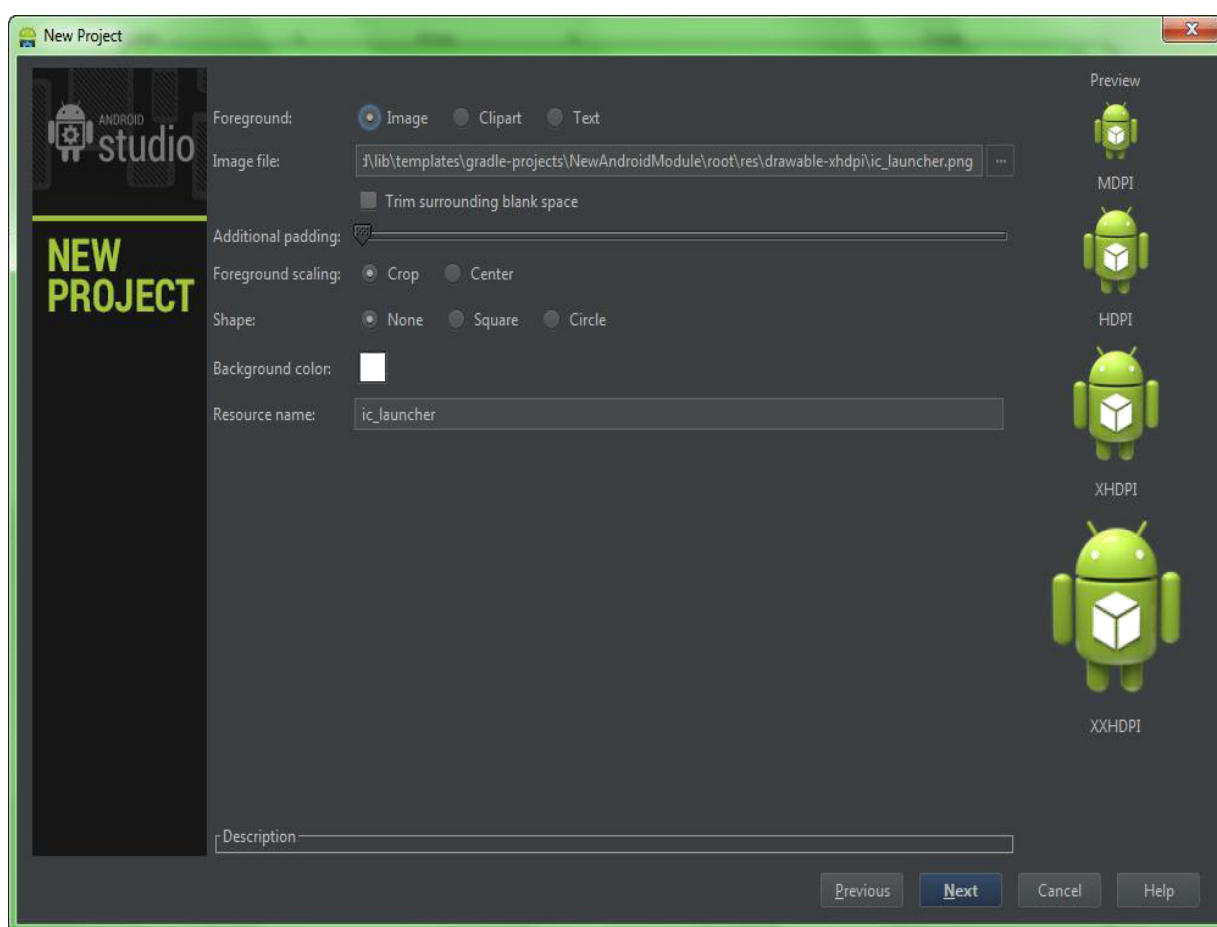 New Project
ANDROID
studio
NEW
PROJECT
Foreground: Image Clipart Text
Image file: \lib\templates\gradle-projects\NewAndroidModule\root\res\drawable-xhdpi\ic_launcher.png ...
Trim surrounding blank space
Additional padding:
Foreground scaling: Crop Center
Shape: None Square Circle
Background color:
Resource name: ic_launcher
Description
Preview
MDPI
HDPI
XHDPI
XXHDPI
Previous Next Cancel Help